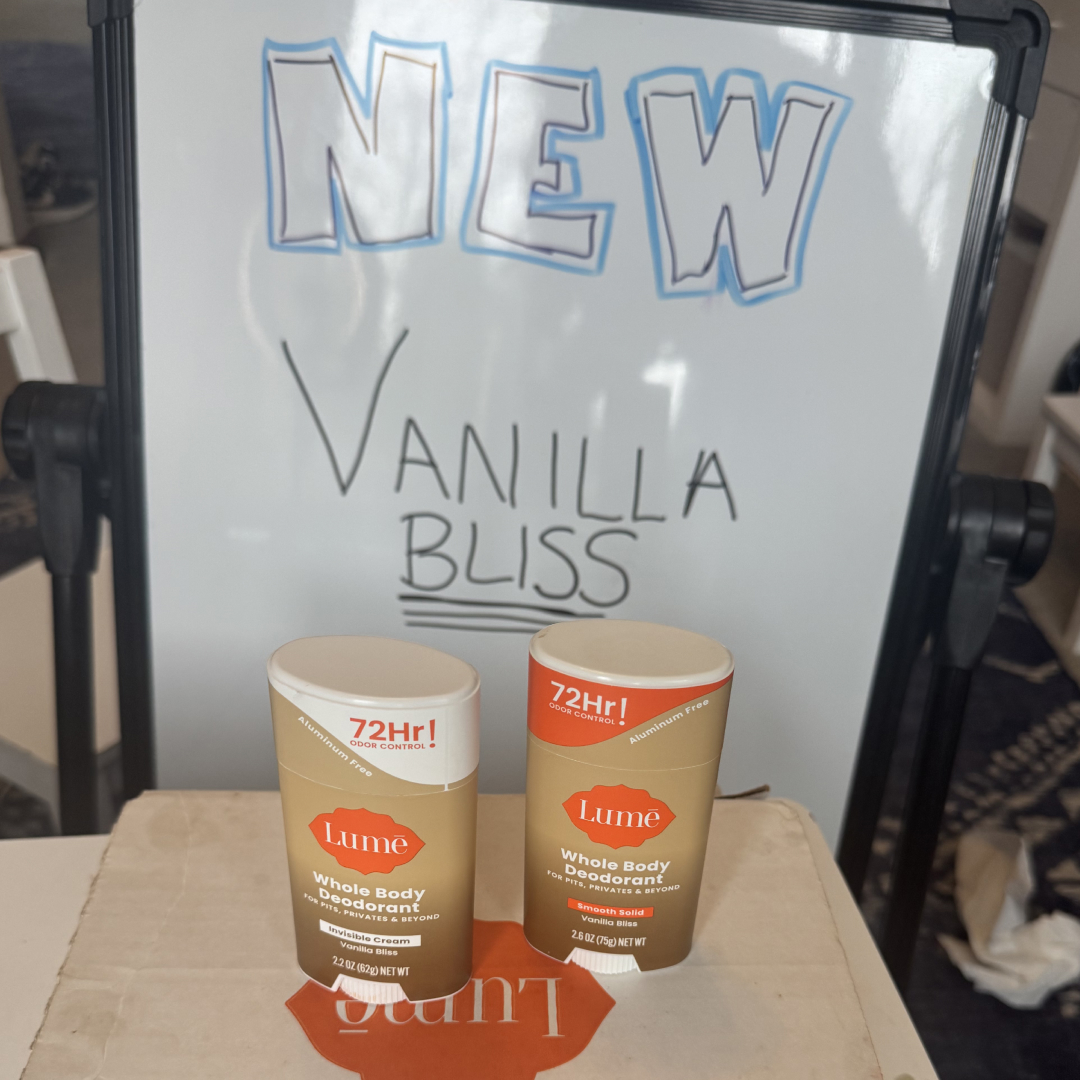 NEW
VANILLA
BLISS
72Hr!
ODOR CONTROL
Aluminum Free
Lumē
Whole Body
Deodorant
FOR PITS, PRIVATES & BEYOND
Invisible Cream
Vanilla Bliss
2.2 OZ (62g) NET WT
72Hr!
ODOR CONTROL
Aluminum Free
Lumē
Whole Body
Deodorant
FOR PITS, PRIVATES & BEYOND
Smooth Solid
Vanilla Bliss
2.6 OZ (75g) NET WT
Lumē